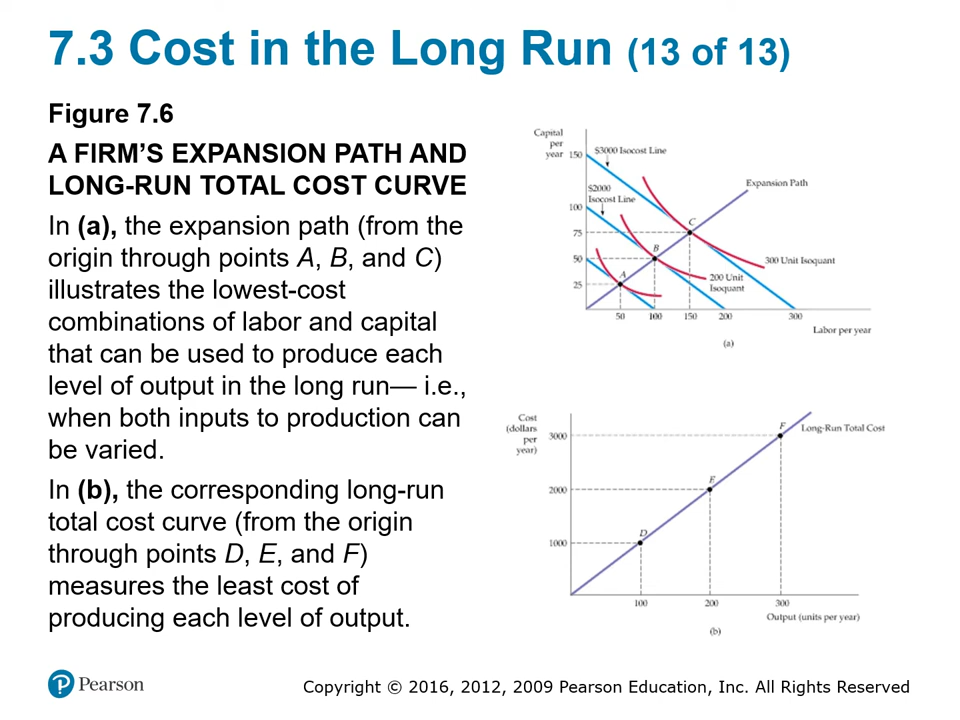 7.3 Cost in the Long Run (13 of 13)
Figure 7.6
A FIRM’S EXPANSION PATH AND
LONG-RUN TOTAL COST CURVE
In (a), the expansion path (from the
origin through points A, B, and C)
illustrates the lowest-cost
combinations of labor and capital
that can be used to produce each
level of output in the long run— i.e.,
when both inputs to production can
be varied.
In (b), the corresponding long-run
total cost curve (from the origin
through points D, E, and F)
measures the least cost of
producing each level of output.
Capital
per
year
150
$3000 Isocost Line
$2000
Isocost Line
Expansion Path
100
75
50
25
A
B
C
300 Unit Isoquant
200 Unit
Isoquant
50
100
150
200
300
Labor per year
(a)
Cost
(dollars
per
year)
3000
2000
1000
D
E
F
Long-Run Total Cost
100
200
300
Output (units per year)
(b)
Pearson
Copyright © 2016, 2012, 2009 Pearson Education, Inc. All Rights Reserved